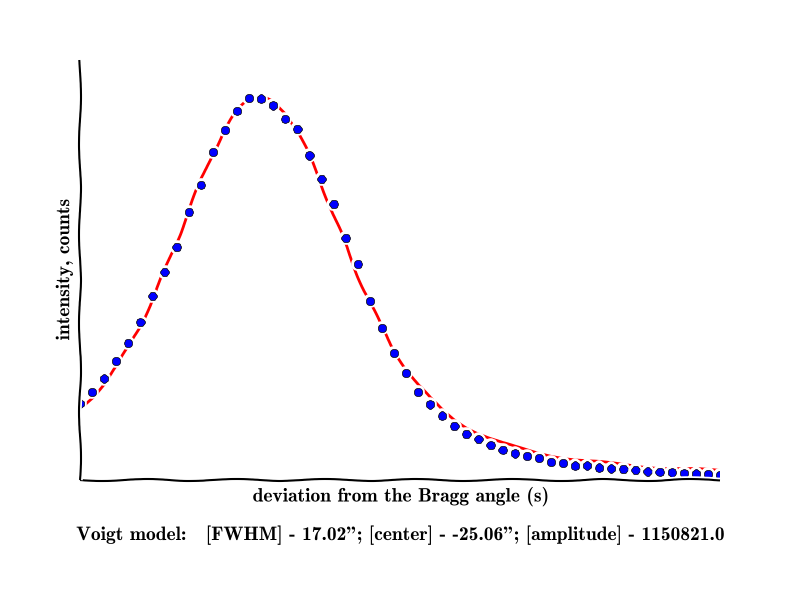 intensity, counts
deviation from the Bragg angle (s)
Voigt model: [FWHM] - 17.02”; [center] - -25.06”; [amplitude] - 1150821.0